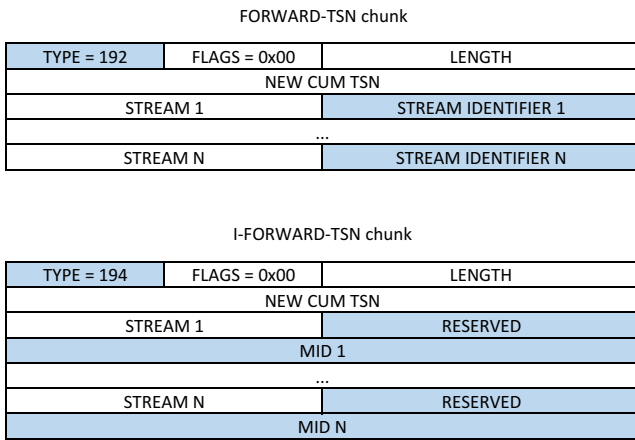 FORWARD-TSN chunk
TYPE = 192 FLAGS = 0x00 LENGTH
NEW CUM TSN
STREAM 1 STREAM IDENTIFIER 1
...
STREAM N STREAM IDENTIFIER N
I-FORWARD-TSN chunk
TYPE = 194 FLAGS = 0x00 LENGTH
NEW CUM TSN
STREAM 1 RESERVED
MID 1
...
STREAM N RESERVED
MID N